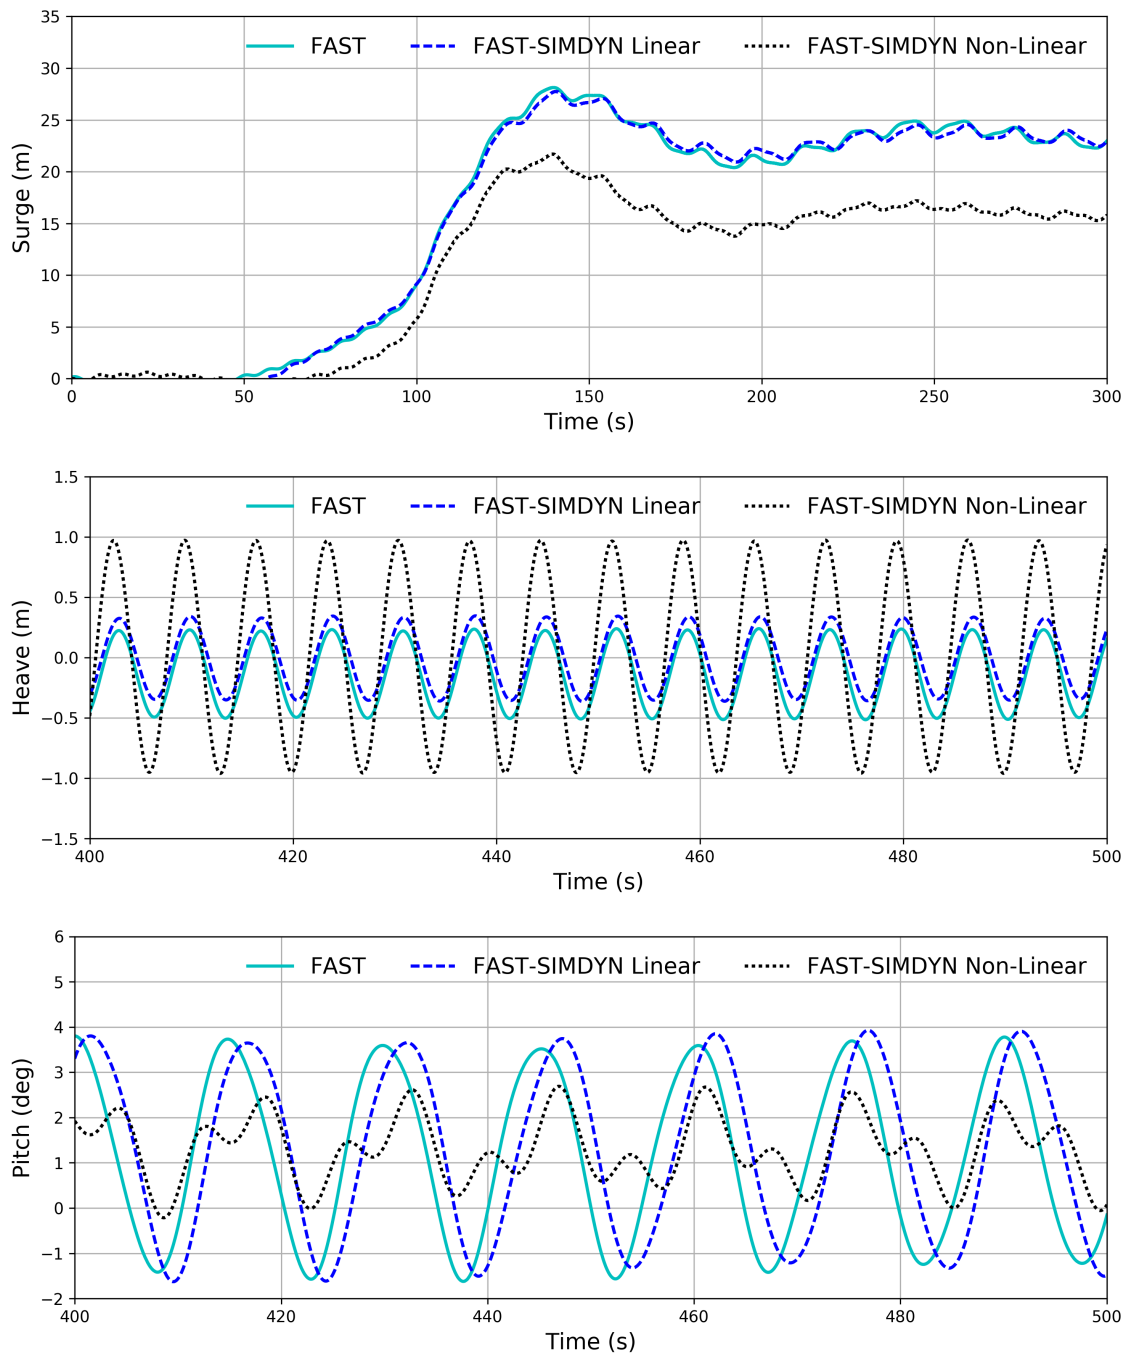 35
30
25
20
15
10
5
0
Surge (m)
FAST FAST-SIMDYN Linear FAST-SIMDYN Non-Linear
0 50 100 150 200 250 300
Time (s)
1.5
1.0
0.5
0.0
−0.5
−1.0
−1.5
Heave (m)
FAST FAST-SIMDYN Linear FAST-SIMDYN Non-Linear
400 420 440 460 480 500
Time (s)
6
5
4
3
2
1
0
−1
−2
Pitch (deg)
FAST FAST-SIMDYN Linear FAST-SIMDYN Non-Linear
400 420 440 460 480 500
Time (s)